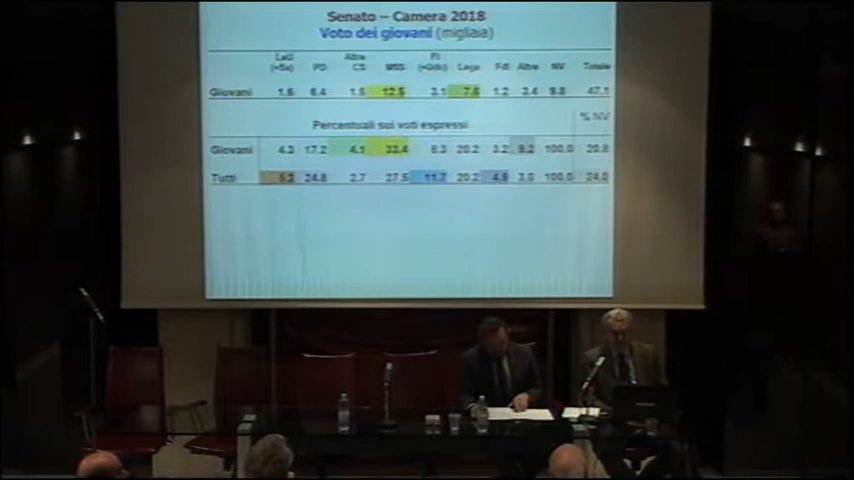 Senato – Camera 2018
Voto dei giovani (migliaia)
LeU Altre FI
(+Sa) PD CS M5S (+Udc) Lega FdI Altre NV Totale
Giovani 1.6 6.4 1.5 12.5 3.1 7.6 1.2 3.4 9.8 47.1
Percentuali sui voti espressi % NV
Giovani 4.3 17.2 4.1 33.4 8.3 20.2 3.2 9.2 100.0 20.8
Tutti 5.2 24.8 2.7 27.5 11.7 20.2 4.9 3.0 100.0 24.0